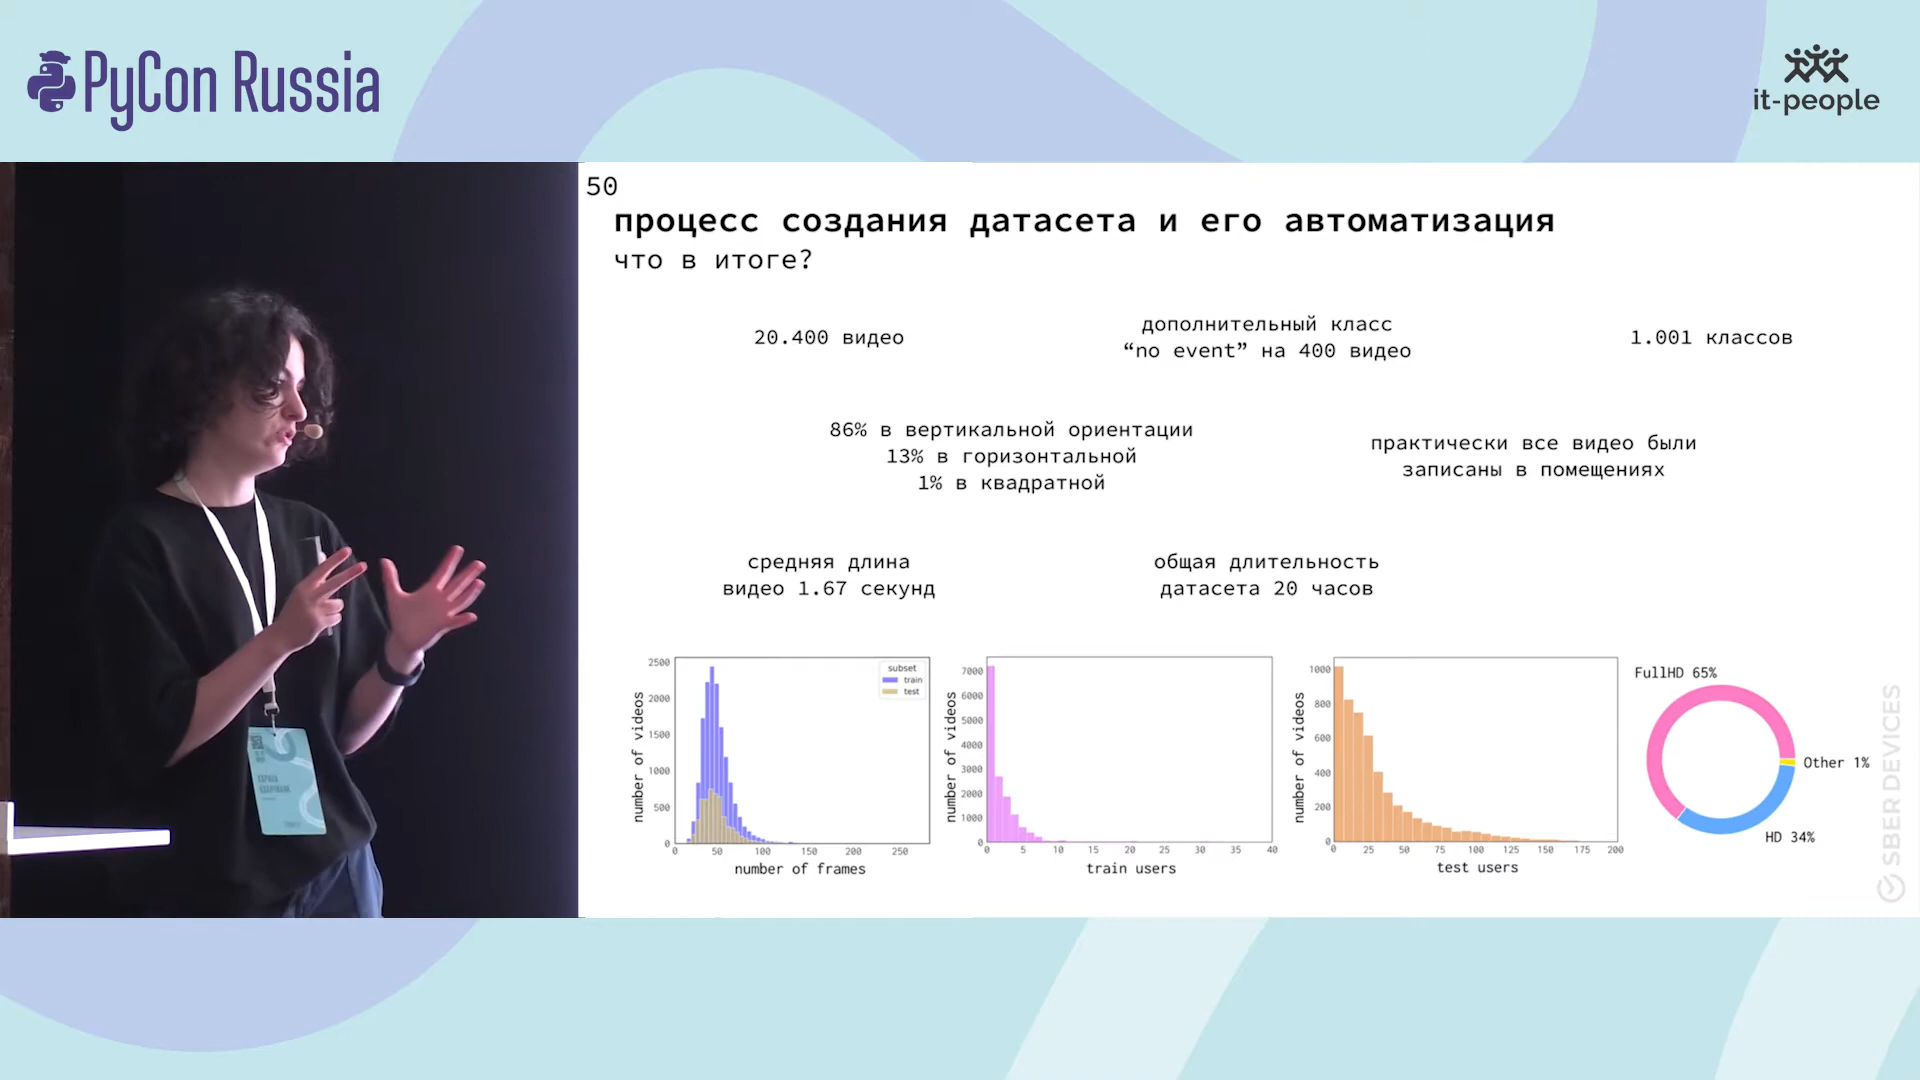 PyCon Russia
it-people
50
процесс создания датасета и его автоматизация
что в итоге?
20.400 видео
дополнительный класс
“no event” на 400 видео
1.001 классов
86% в вертикальной ориентации
13% в горизонтальной
1% в квадратной
практически все видео были
записаны в помещениях
средняя длина
видео 1.67 секунд
общая длительность
датасета 20 часов
number of videos
2500
2000
1500
1000
500
0
0 50 100 150 200 250
number of frames
subset
train
test
number of videos
7000
6000
5000
4000
3000
2000
1000
0
0 5 10 15 20 25 30 35 40
train users
number of videos
1000
800
600
400
200
0
0 25 50 75 100 125 150 175 200
test users
FullHD 65%
Other 1%
HD 34%
SBER DEVICES